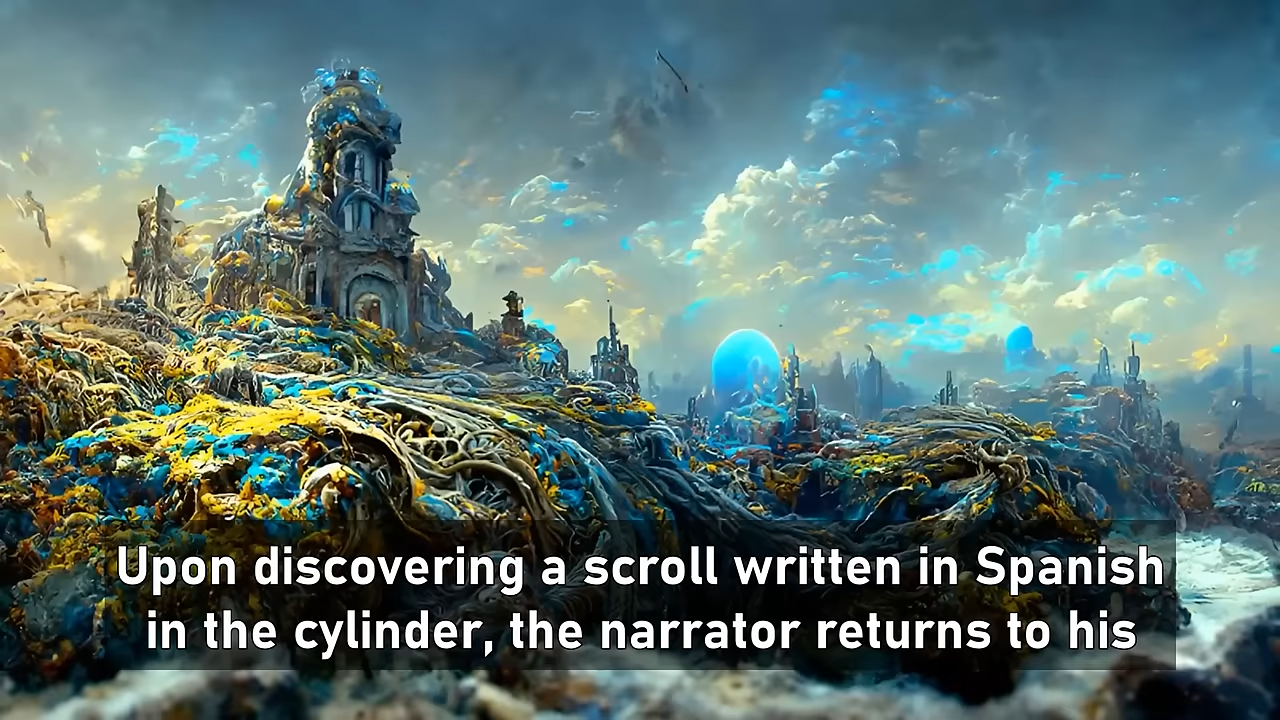 Upon discovering a scroll written in Spanish
in the cylinder, the narrator returns to his